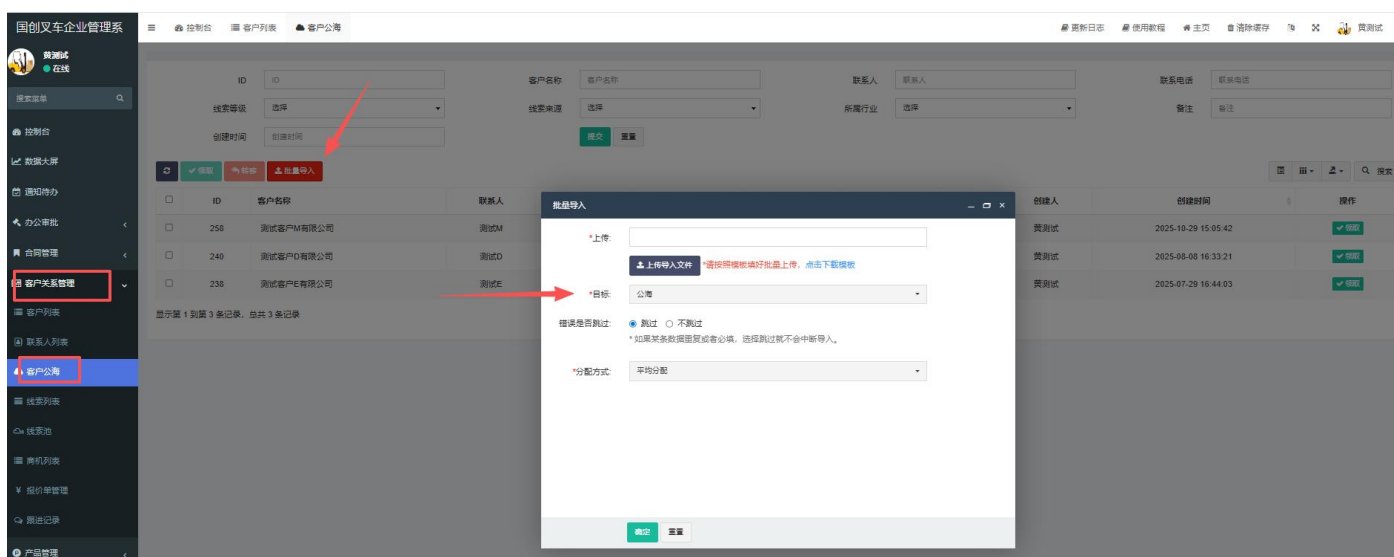 国创叉车企业管理系
控制台
客户列表
客户公海
更新日志
使用教程
主页
清除缓存
黄测试
黄测试
在线
搜索菜单
控制台
数据大屏
通知待办
办公审批
合同管理
客户关系管理
客户列表
联系人列表
客户公海
线索列表
线索池
商机列表
¥ 报价单管理
跟进记录
产品管理
ID ID
客户名称 客户名称
联系人 联系人
联系电话 联系电话
线索等级 选择
线索来源 选择
所属行业 选择
备注 备注
创建时间 创建时间
提交 重置
领取 转移 批量导入
搜索
ID 客户名称 联系人 创建人 创建时间 操作
258 测试客户M有限公司 测试M 黄测试 2025-10-29 15:05:42 领取
240 测试客户D有限公司 测试D 黄测试 2025-08-08 16:33:21 领取
238 测试客户E有限公司 测试E 黄测试 2025-07-29 16:44:03 领取
显示第 1 到第 3 条记录，总共 3 条记录
批量导入
*上传:
上传导入文件 *请按照模板填好批量上传，点击下载模板
*目标: 公海
错误是否跳过: 跳过 不跳过
* 如果某条数据重复或者必填，选择跳过就不会中断导入。
*分配方式: 平均分配
确定 重置